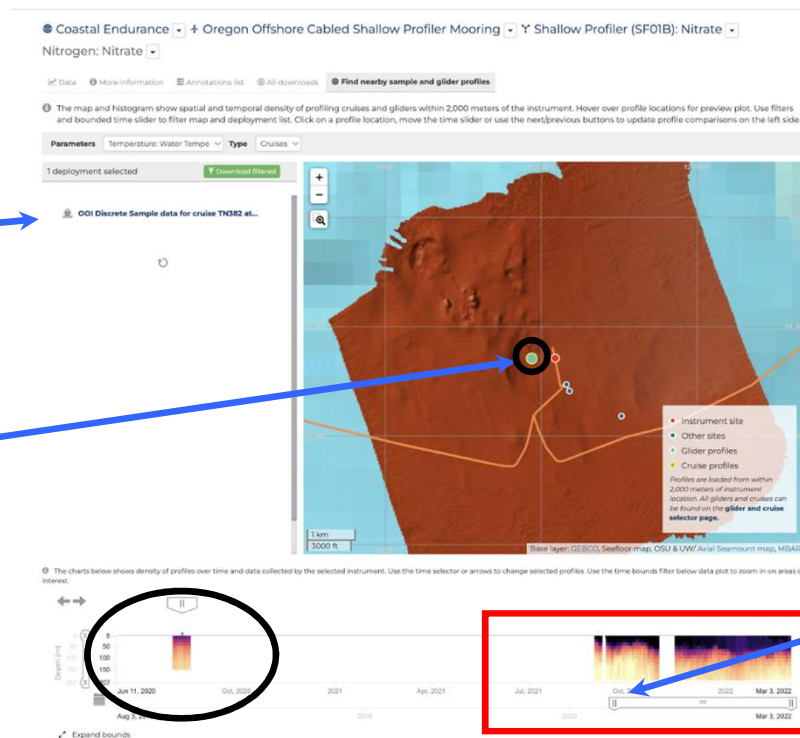 Coastal Endurance Oregon Offshore Cabled Shallow Profiler Mooring Shallow Profiler (SF01B): Nitrate
Nitrogen: Nitrate
Data More information Annotations list All downloads Find nearby sample and glider profiles
The map and histogram show spatial and temporal density of profiling cruises and gliders within 2,000 meters of the instrument. Hover over profile locations for preview plot. Use filters
and bounded time slider to filter map and deployment list. Click on a profile location, move the time slider or use the next/previous buttons to update profile comparisons on the left side.
Parameters Temperature: Water Tempe Type Cruises
1 deployment selected Download filtered
+
−
OOI Discrete Sample data for cruise TN382 at...
Instrument site
Other sites
Glider profiles
Cruise profiles
Profiles are loaded from within
2,000 meters of instrument
location. All gliders and cruises can
be found on the glider and cruise
selector page.
1 km
3000 ft
Base layer: GEBCO, Seafloor map, OSU & UW/ Axial Seamount map, MBAR
The charts below shows density of profiles over time and data collected by the selected instrument. Use the time selector or arrows to change selected profiles. Use the time bounds filter below data plot to zoom in on areas o
interest.
Depth [m]
5
50
100
150
207
Jun 11, 2020 Oct, 2020 2021 Apr, 2021 Jul, 2021 Oct, 2022 Mar 3, 2022
Aug 3, 2018 2020 Mar 3, 2022
Expand bounds